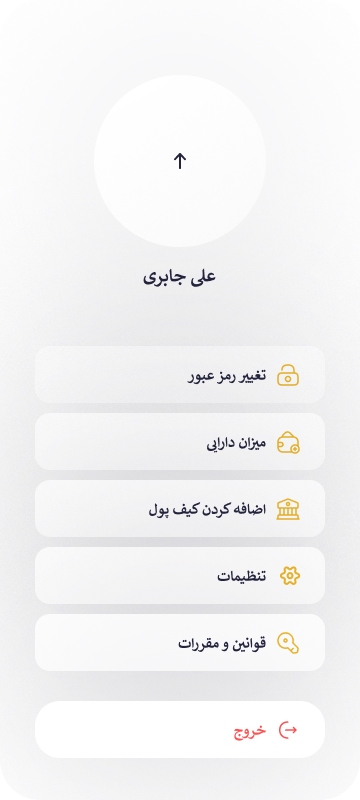 علی جابری
تغییر رمز عبور
میزان دارایی
اضافه کردن کیف پول
تنظیمات
قوانین و مقررات
خروج